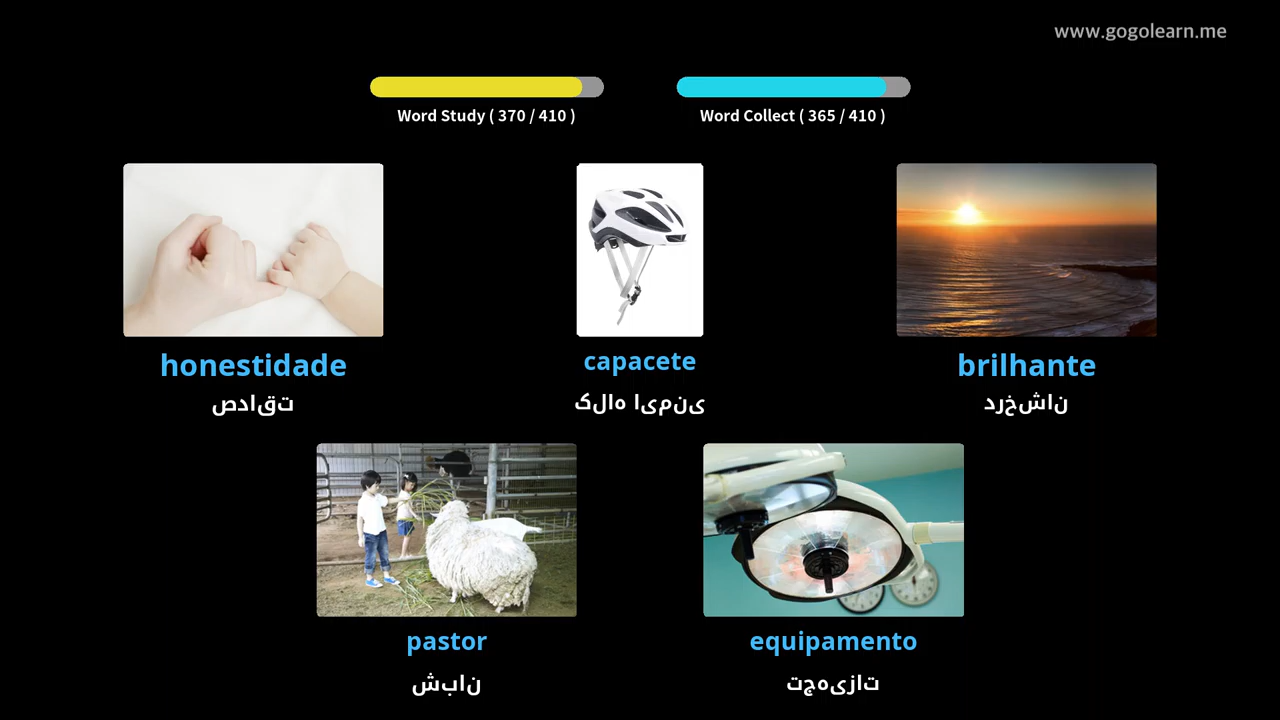 www.gogolearn.me
Word Study ( 370 / 410 )
Word Collect ( 365 / 410 )
honestidade
capacete
brilhante
صداقت
کلاه ایمنی
درخشان
pastor
equipamento
شبان
تجهیزات